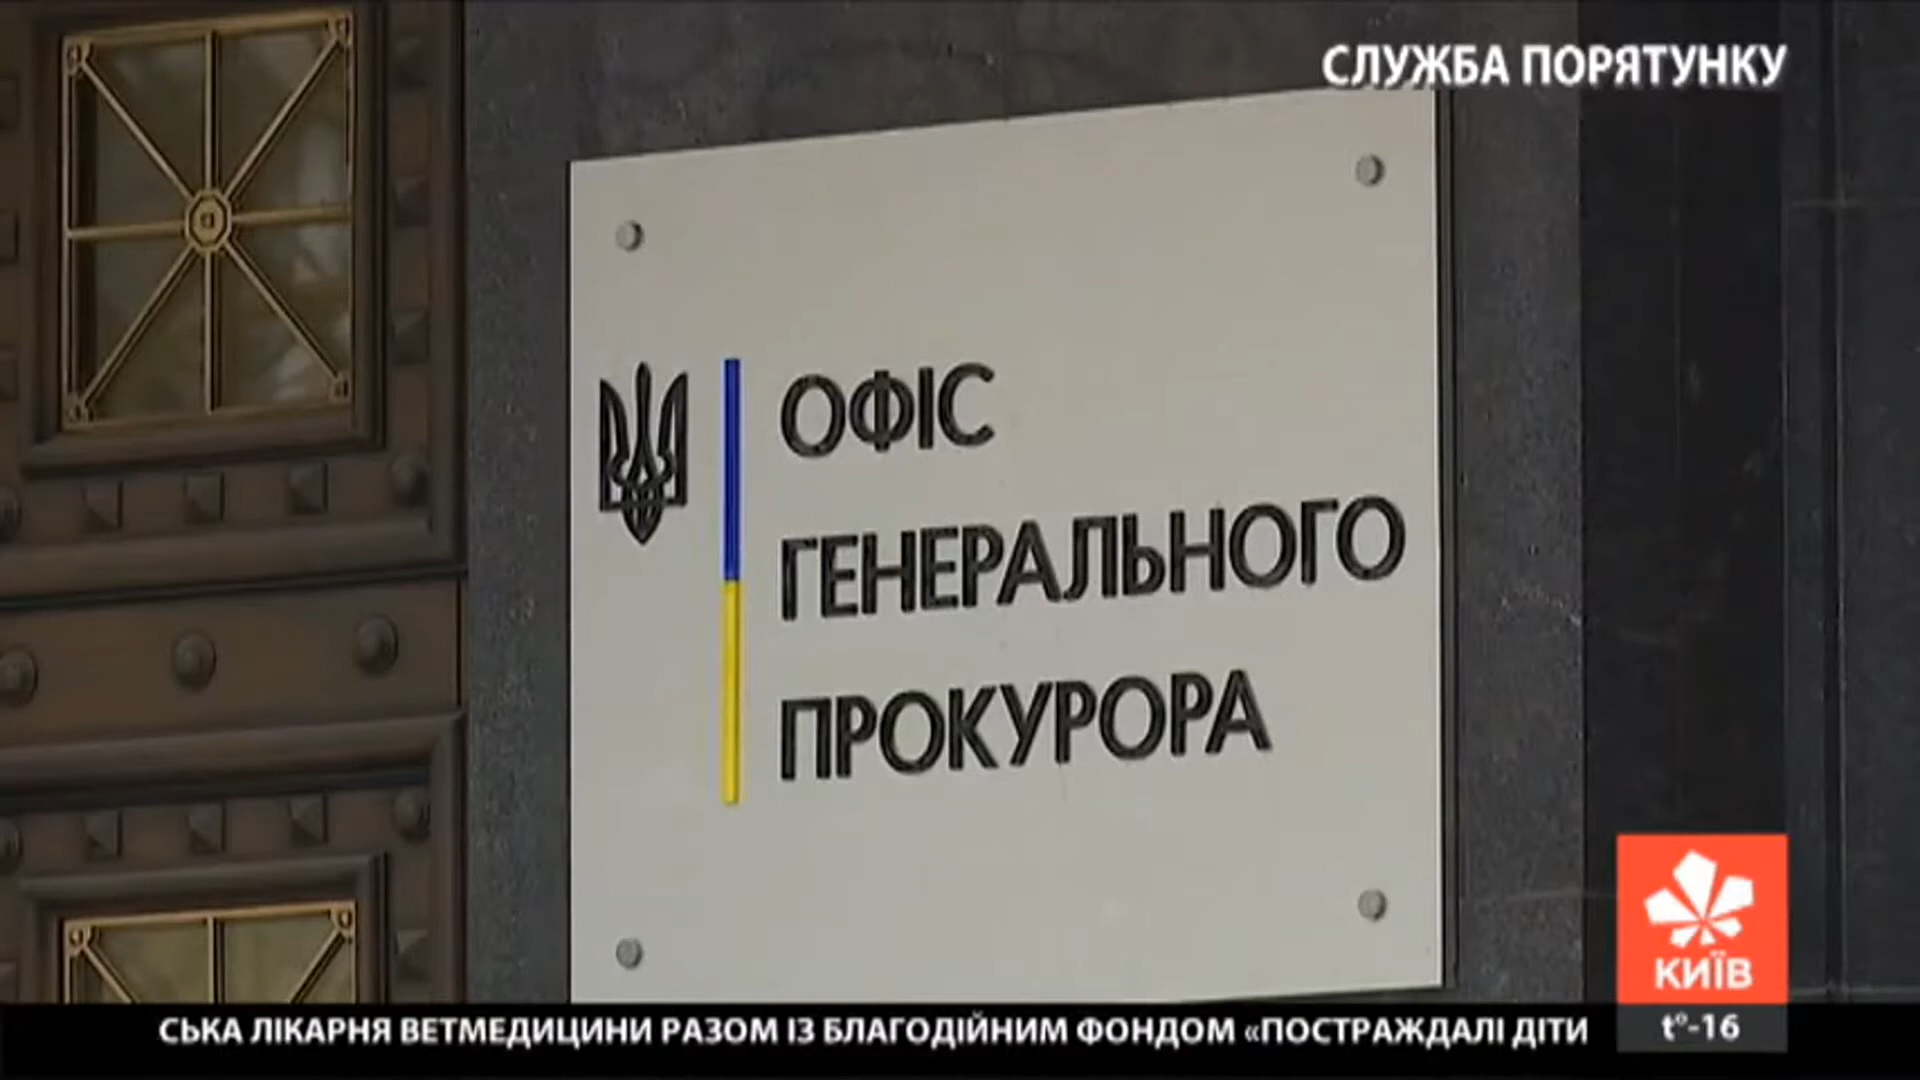 СЛУЖБА ПОРЯТУНКУ
ОФІС
ГЕНЕРАЛЬНОГО
ПРОКУРОРА
КИЇВ
СЬКА ЛІКАРНЯ ВЕТМЕДИЦИНИ РАЗОМ ІЗ БЛАГОДІЙНИМ ФОНДОМ «ПОСТРАЖДАЛІ ДІТИ
t°-16